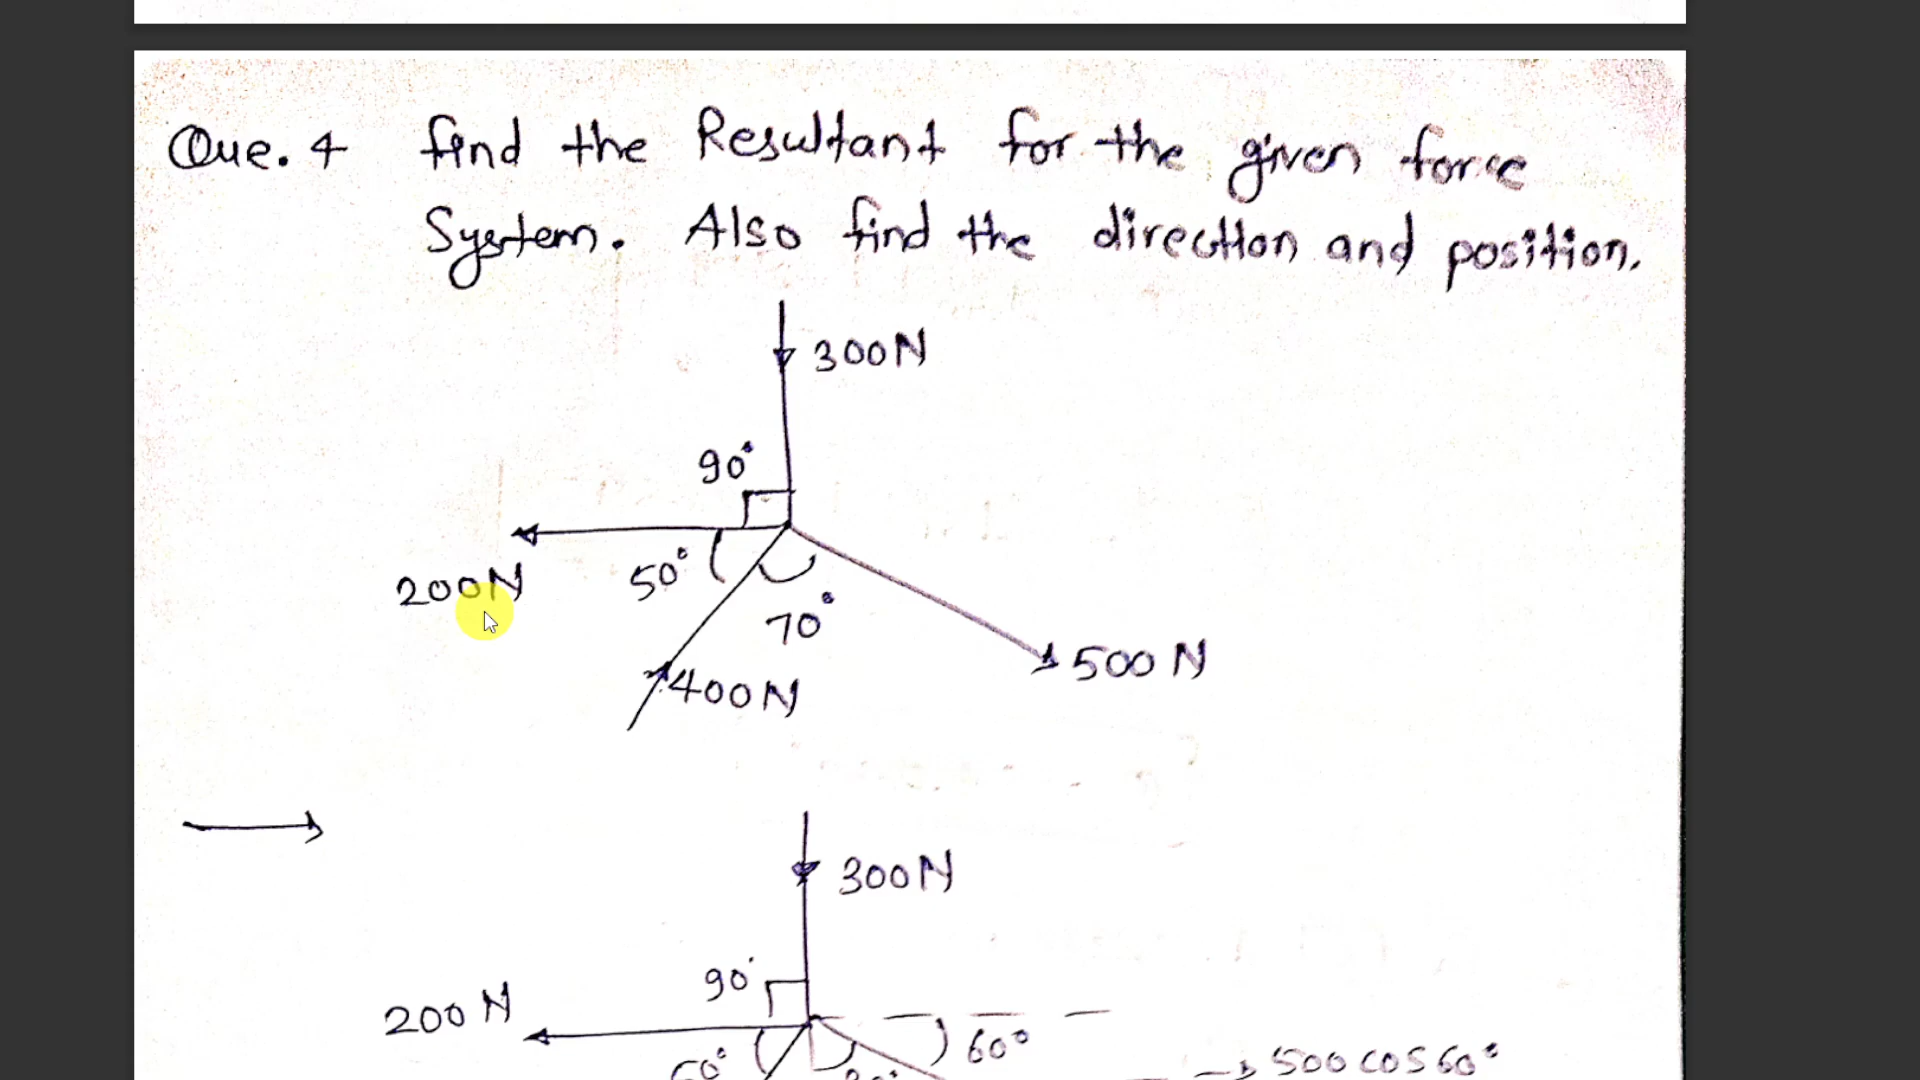 Que. 4 find the Resultant for the given force
System. Also find the direction and position.
300N
90°
200N
50°
70°
400N
500 N
300N
90°
200 N
60°
500 cos 60°